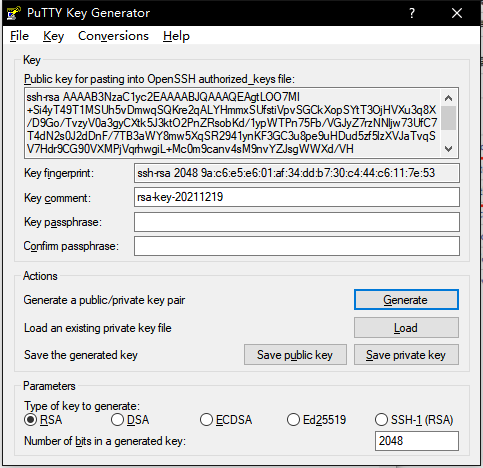 PuTTY Key Generator
File Key Conversions Help
Key
Public key for pasting into OpenSSH authorized_keys file:
ssh-rsa AAAAB3NzaC1yc2EAAAABJQAAAQEAgtLOO7MI
+Si4yT49T1MSUh5vDmwqSQKre2qALYHmmxSUfstiVpvSGCkXopSYtT3OjHVXu3q8X
/D9Go/TvzyV0a3gyCXtk5J3ktO2PnZRsobKd/1ypWTPn75Fb/VGJyZ7rzNNljw73UfC7
T4dN2s0J2dDnF/7TB3aWY8mw5XqSR2941ynKF3GC3u8pe9uHDud5zf5lzXVJaTvqS
V7Hdr9CG90VXMPjVqrhwgiL+Mc0m9canv4sM9nvYZJsgWWXd/VH
Key fingerprint:
ssh-rsa 2048 9a:c6:e5:e6:01:af:34:dd:b7:30:c4:44:c6:11:7e:53
Key comment:
rsa-key-20211219
Key passphrase:
Confirm passphrase:
Actions
Generate a public/private key pair
Generate
Load an existing private key file
Load
Save the generated key
Save public key
Save private key
Parameters
Type of key to generate:
RSA DSA ECDSA Ed25519 SSH-1 (RSA)
Number of bits in a generated key:
2048